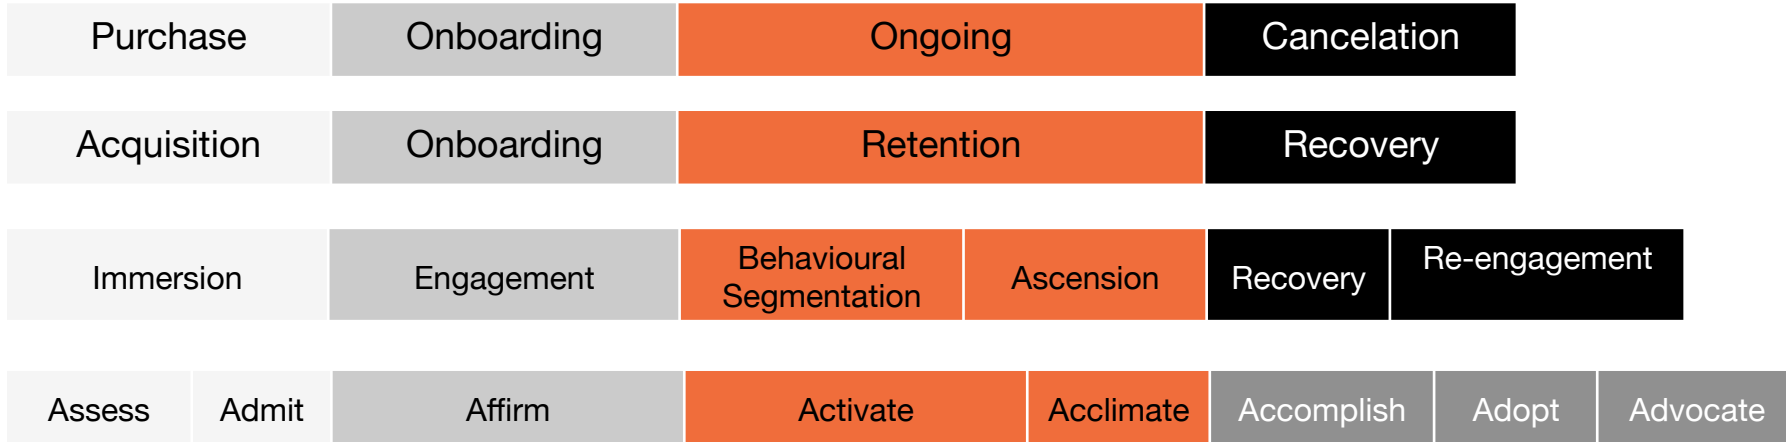 Purchase Onboarding Ongoing Cancelation
Acquisition Onboarding Retention Recovery
Immersion Engagement Behavioural Segmentation Ascension Recovery Re-engagement
Assess Admit Affirm Activate Acclimate Accomplish Adopt Advocate